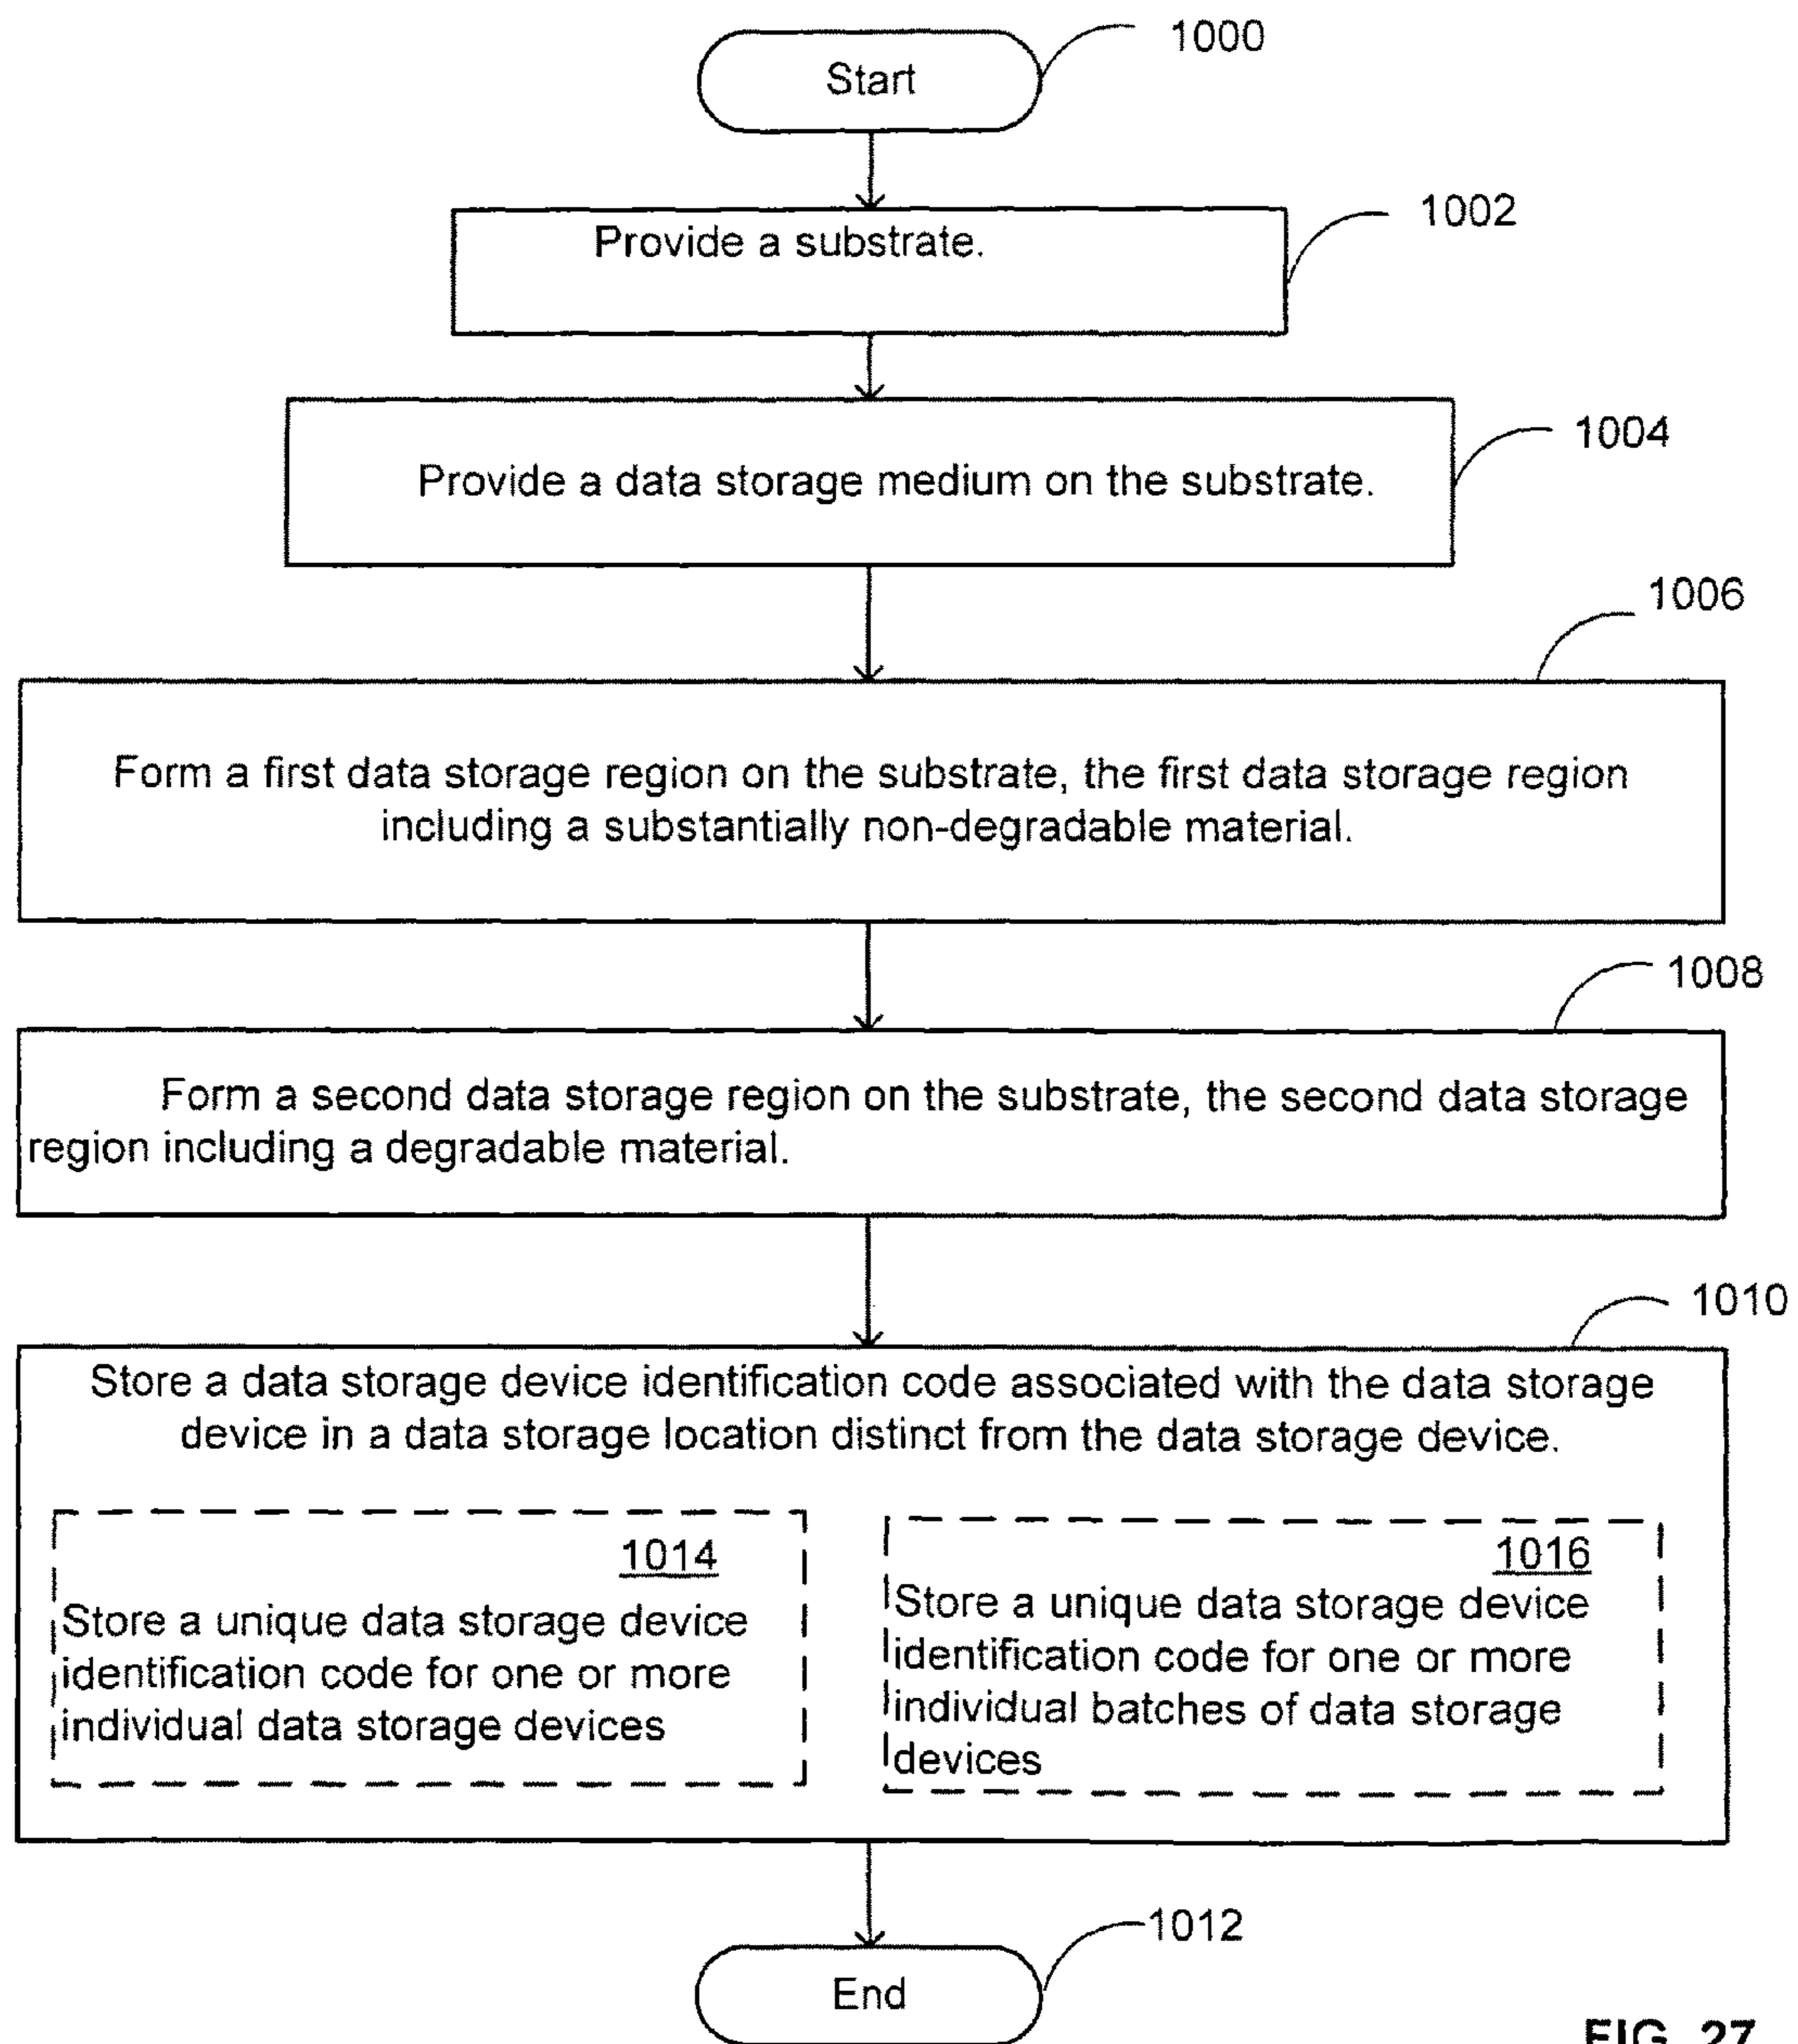 1000
Start
1002
Provide a substrate.
1004
Provide a data storage medium on the substrate.
1006
Form a first data storage region on the substrate, the first data storage region
including a substantially non-degradable material.
1008
Form a second data storage region on the substrate, the second data storage
region including a degradable material.
1010
Store a data storage device identification code associated with the data storage
device in a data storage location distinct from the data storage device.
1014
Store a unique data storage device
identification code for one or more
individual data storage devices
1016
Store a unique data storage device
identification code for one or more
individual batches of data storage
devices
1012
End
FIG. 27